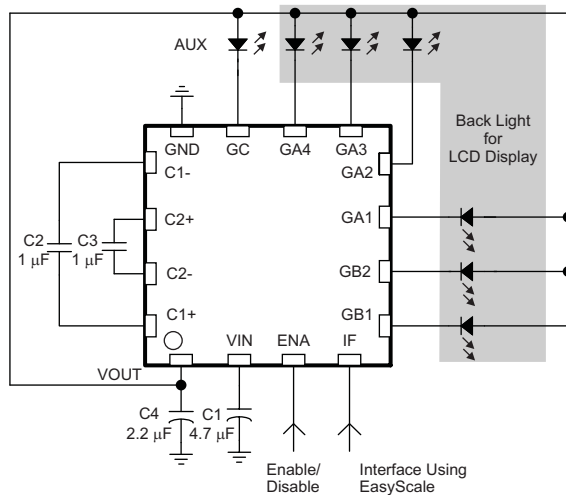 AUX
Back Light
for
LCD Display
GND
GC
GA4
GA3
GA2
C1-
C2+
C2-
C1+
GA1
GB2
GB1
C2
1 μF
C3
1 μF
VIN
ENA
IF
VOUT
C4
2.2 μF
C1
4.7 μF
Enable/
Disable
Interface Using
EasyScale